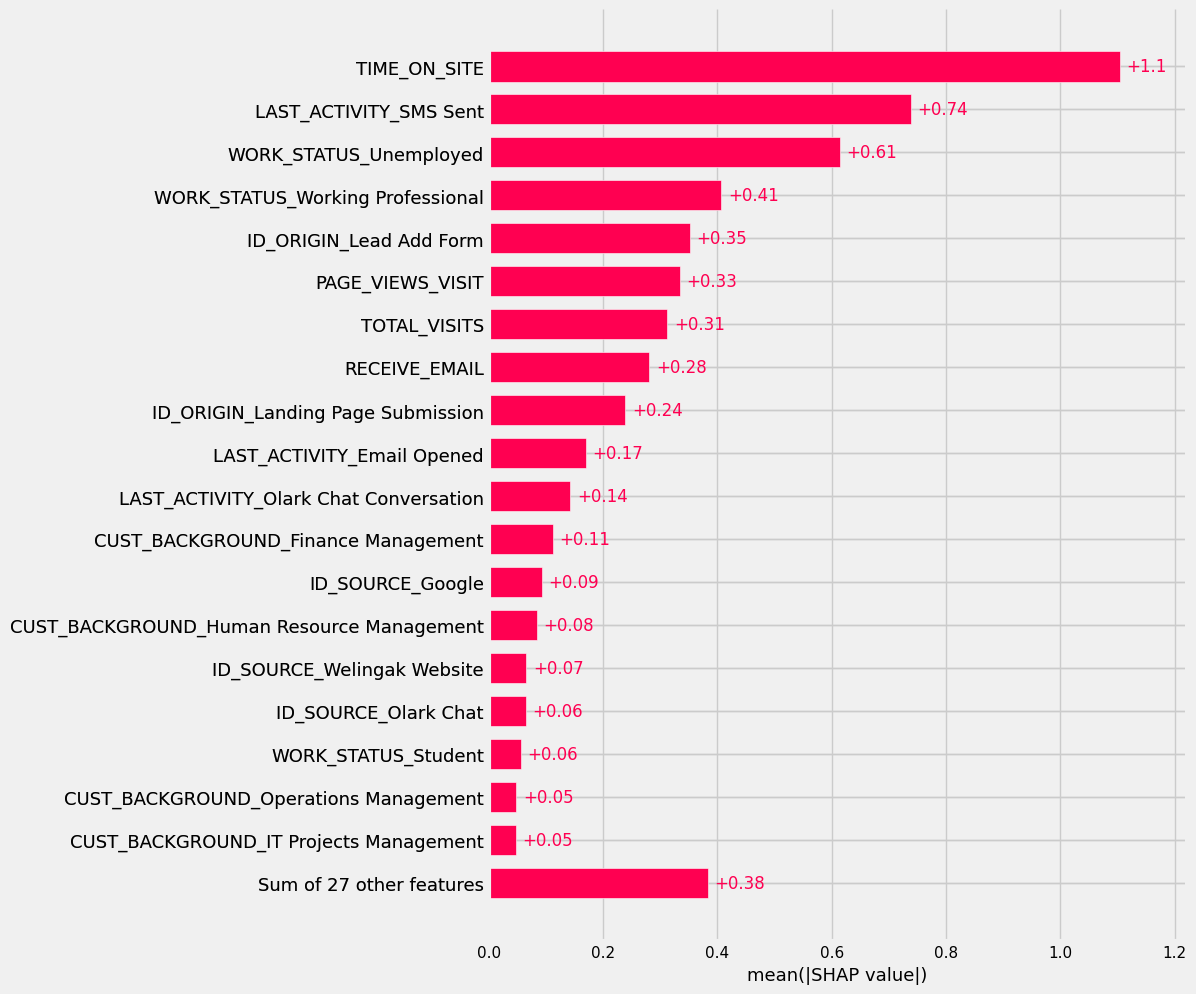 TIME_ON_SITE +1.1
LAST_ACTIVITY_SMS Sent +0.74
WORK_STATUS_Unemployed +0.61
WORK_STATUS_Working Professional +0.41
ID_ORIGIN_Lead Add Form +0.35
PAGE_VIEWS_VISIT +0.33
TOTAL_VISITS +0.31
RECEIVE_EMAIL +0.28
ID_ORIGIN_Landing Page Submission +0.24
LAST_ACTIVITY_Email Opened +0.17
LAST_ACTIVITY_Olark Chat Conversation +0.14
CUST_BACKGROUND_Finance Management +0.11
ID_SOURCE_Google +0.09
CUST_BACKGROUND_Human Resource Management +0.08
ID_SOURCE_Welingak Website +0.07
ID_SOURCE_Olark Chat +0.06
WORK_STATUS_Student +0.06
CUST_BACKGROUND_Operations Management +0.05
CUST_BACKGROUND_IT Projects Management +0.05
Sum of 27 other features +0.38
0.0 0.2 0.4 0.6 0.8 1.0 1.2
mean(|SHAP value|)